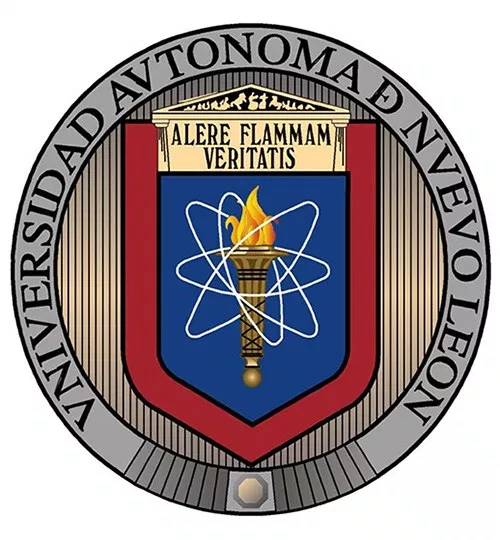 VNIVERSIDAD AVTONOMA Đ NVEVO LEON
ALERE FLAMMAM
VERITATIS